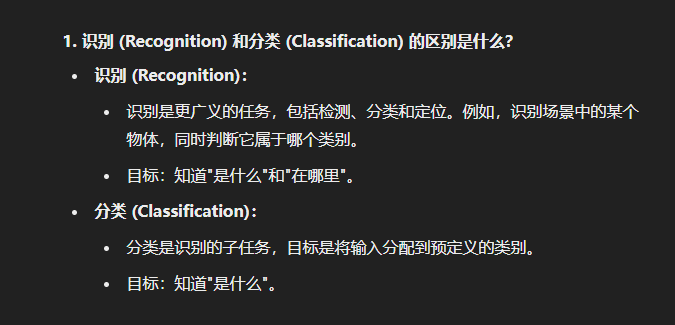 1. 识别 (Recognition) 和分类 (Classification) 的区别是什么?
• 识别 (Recognition)：
• 识别是更广义的任务，包括检测、分类和定位。例如，识别场景中的某个
物体，同时判断它属于哪个类别。
• 目标：知道"是什么"和"在哪里"。
• 分类 (Classification)：
• 分类是识别的子任务，目标是将输入分配到预定义的类别。
• 目标：知道"是什么"。